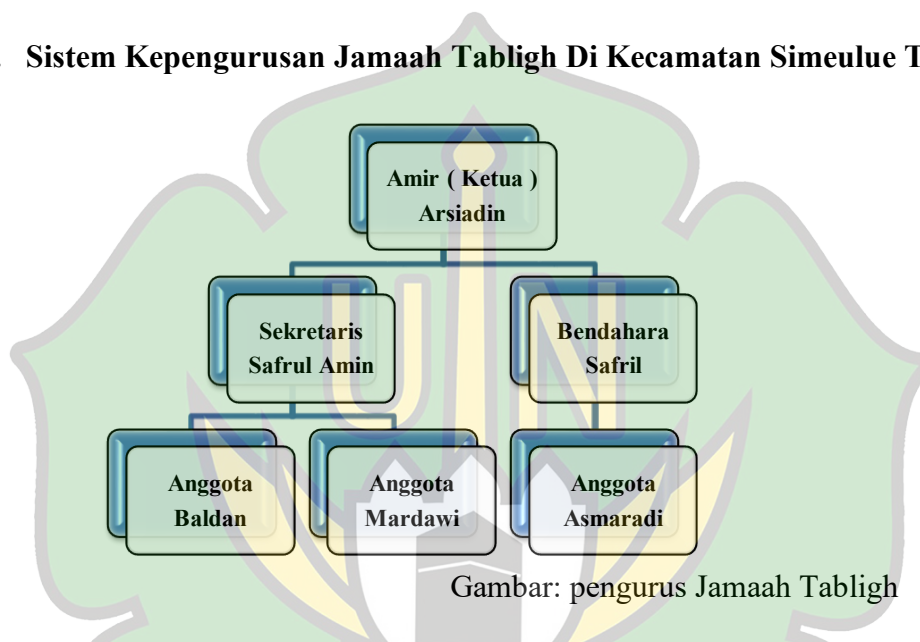 . Sistem Kepengurusan Jamaah Tabligh Di Kecamatan Simeulue T
Amir ( Ketua )
Arsiadin
Sekretaris
Safrul Amin
Bendahara
Safril
Anggota
Baldan
Anggota
Mardawi
Anggota
Asmaradi
Gambar: pengurus Jamaah Tabligh
UIN